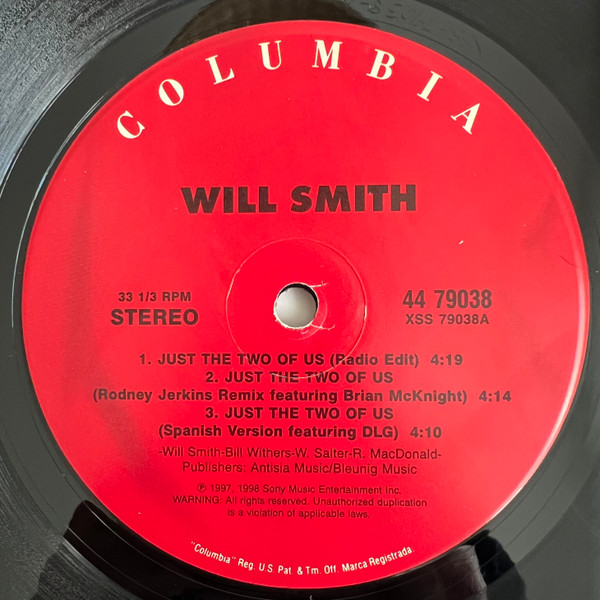 COLUMBIA
WILL SMITH
33 1/3 RPM
STEREO
44 79038
XSS 79038A
1. JUST THE TWO OF US (Radio Edit) 4:19
2. JUST THE TWO OF US
(Rodney Jerkins Remix featuring Brian McKnight) 4:14
3. JUST THE TWO OF US
(Spanish Version featuring DLG) 4:10
-Will Smith-Bill Withers-W. Salter-R. MacDonald-
Publishers: Antisia Music/Bleunig Music
℗ 1997, 1998 Sony Music Entertainment Inc.
WARNING: All rights reserved. Unauthorized duplication
is a violation of applicable laws.
"Columbia" Reg. U.S. Pat. & Tm. Off. Marca Registrada.